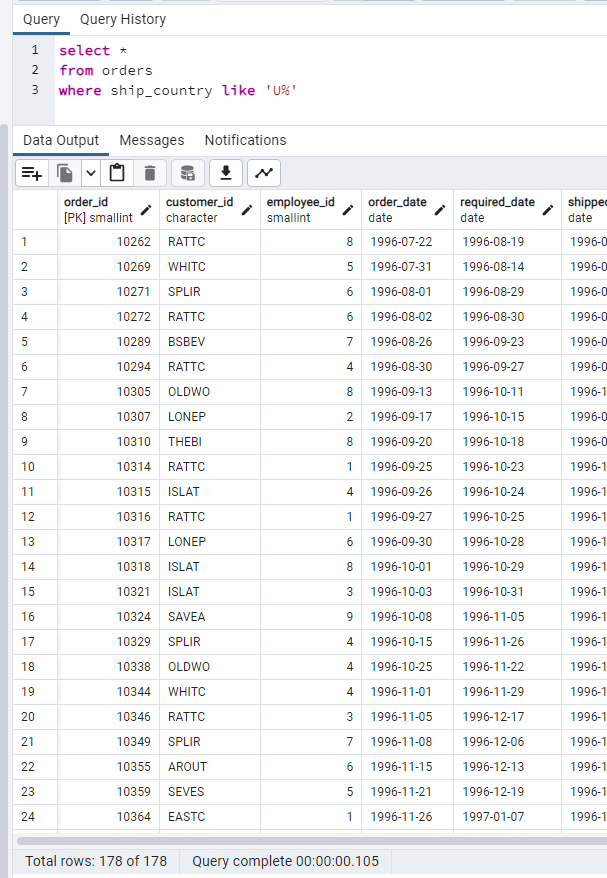 Query Query History
1 select *
2 from orders
3 where ship_country like 'U%'
Data Output Messages Notifications
order_id customer_id employee_id order_date required_date shipped
[PK] smallint character smallint date date date
1 10262 RATTC 8 1996-07-22 1996-08-19 1996-0
2 10269 WHITC 5 1996-07-31 1996-08-14 1996-0
3 10271 SPLIR 6 1996-08-01 1996-08-29 1996-0
4 10272 RATTC 6 1996-08-02 1996-08-30 1996-0
5 10289 BSBEV 7 1996-08-26 1996-09-23 1996-0
6 10294 RATTC 4 1996-08-30 1996-09-27 1996-0
7 10305 OLDWO 8 1996-09-13 1996-10-11 1996-1
8 10307 LONEP 2 1996-09-17 1996-10-15 1996-0
9 10310 THEBI 8 1996-09-20 1996-10-18 1996-0
10 10314 RATTC 1 1996-09-25 1996-10-23 1996-1
11 10315 ISLAT 4 1996-09-26 1996-10-24 1996-1
12 10316 RATTC 1 1996-09-27 1996-10-25 1996-1
13 10317 LONEP 6 1996-09-30 1996-10-28 1996-1
14 10318 ISLAT 8 1996-10-01 1996-10-29 1996-1
15 10321 ISLAT 3 1996-10-03 1996-10-31 1996-1
16 10324 SAVEA 9 1996-10-08 1996-11-05 1996-1
17 10329 SPLIR 4 1996-10-15 1996-11-26 1996-1
18 10338 OLDWO 4 1996-10-25 1996-11-22 1996-1
19 10344 WHITC 4 1996-11-01 1996-11-29 1996-1
20 10346 RATTC 3 1996-11-05 1996-12-17 1996-1
21 10349 SPLIR 7 1996-11-08 1996-12-06 1996-1
22 10355 AROUT 6 1996-11-15 1996-12-13 1996-1
23 10359 SEVES 5 1996-11-21 1996-12-19 1996-1
24 10364 EASTC 1 1996-11-26 1997-01-07 1996-1
Total rows: 178 of 178 Query complete 00:00:00.105